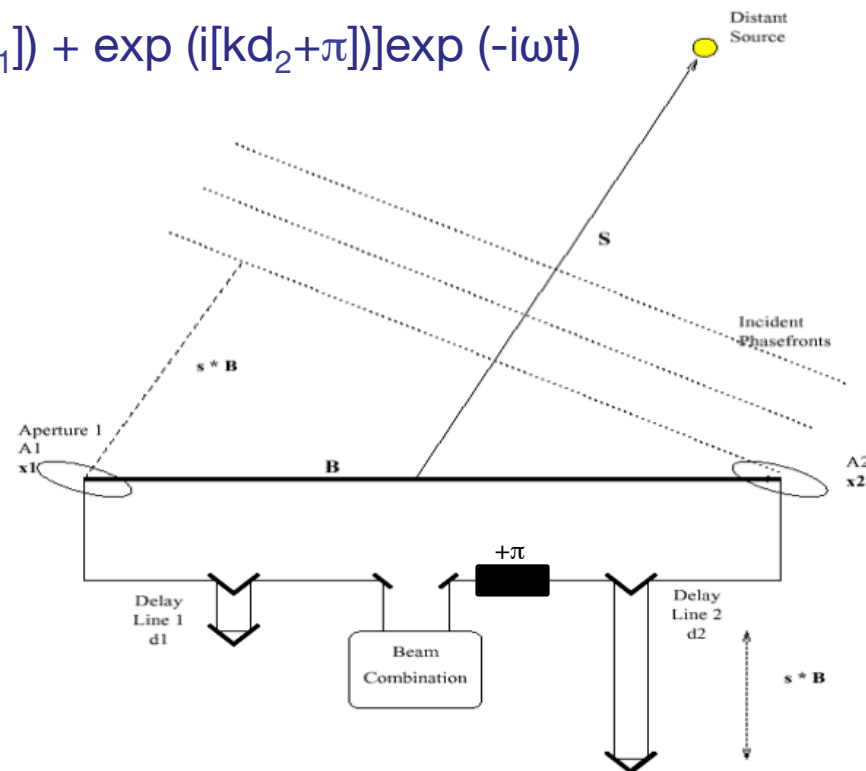 ₁]) + exp (i[kd₂+π])]exp (-iωt)
Distant
Source
S
Incident
Phasefronts
s * B
Aperture 1
A1
x1
B
A2
x2
+π
Delay
Line 1
d1
Delay
Line 2
d2
Beam
Combination
s * B